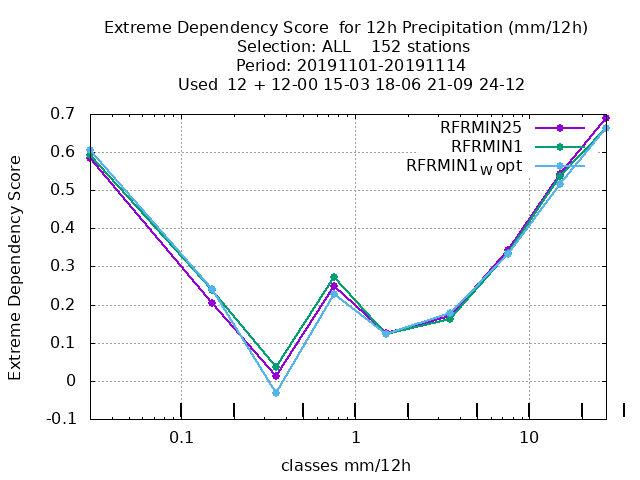 Extreme Dependency Score  for 12h Precipitation (mm/12h)
Selection: ALL    152 stations
Period: 20191101-20191114
Used  12 + 12-00 15-03 18-06 21-09 24-12
RFRMIN25
RFRMIN1
RFRMIN1W opt
Extreme Dependency Score
0.7
0.6
0.5
0.4
0.3
0.2
0.1
0
-0.1
0.1 1 10
classes mm/12h